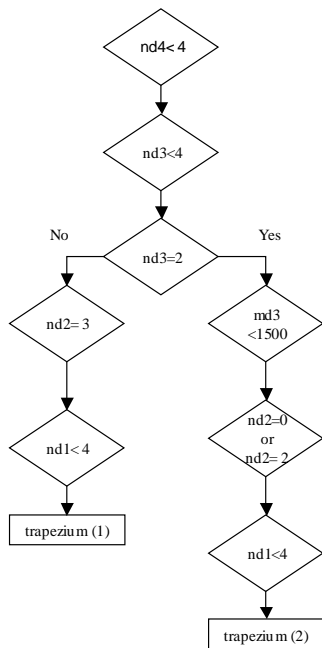 nd4< 4
nd3<4
No
Yes
nd3=2
nd2= 3
md3
<1500
nd2=0
or
nd2= 2
nd1< 4
trapezium (1)
nd1<4
trapezium (2)